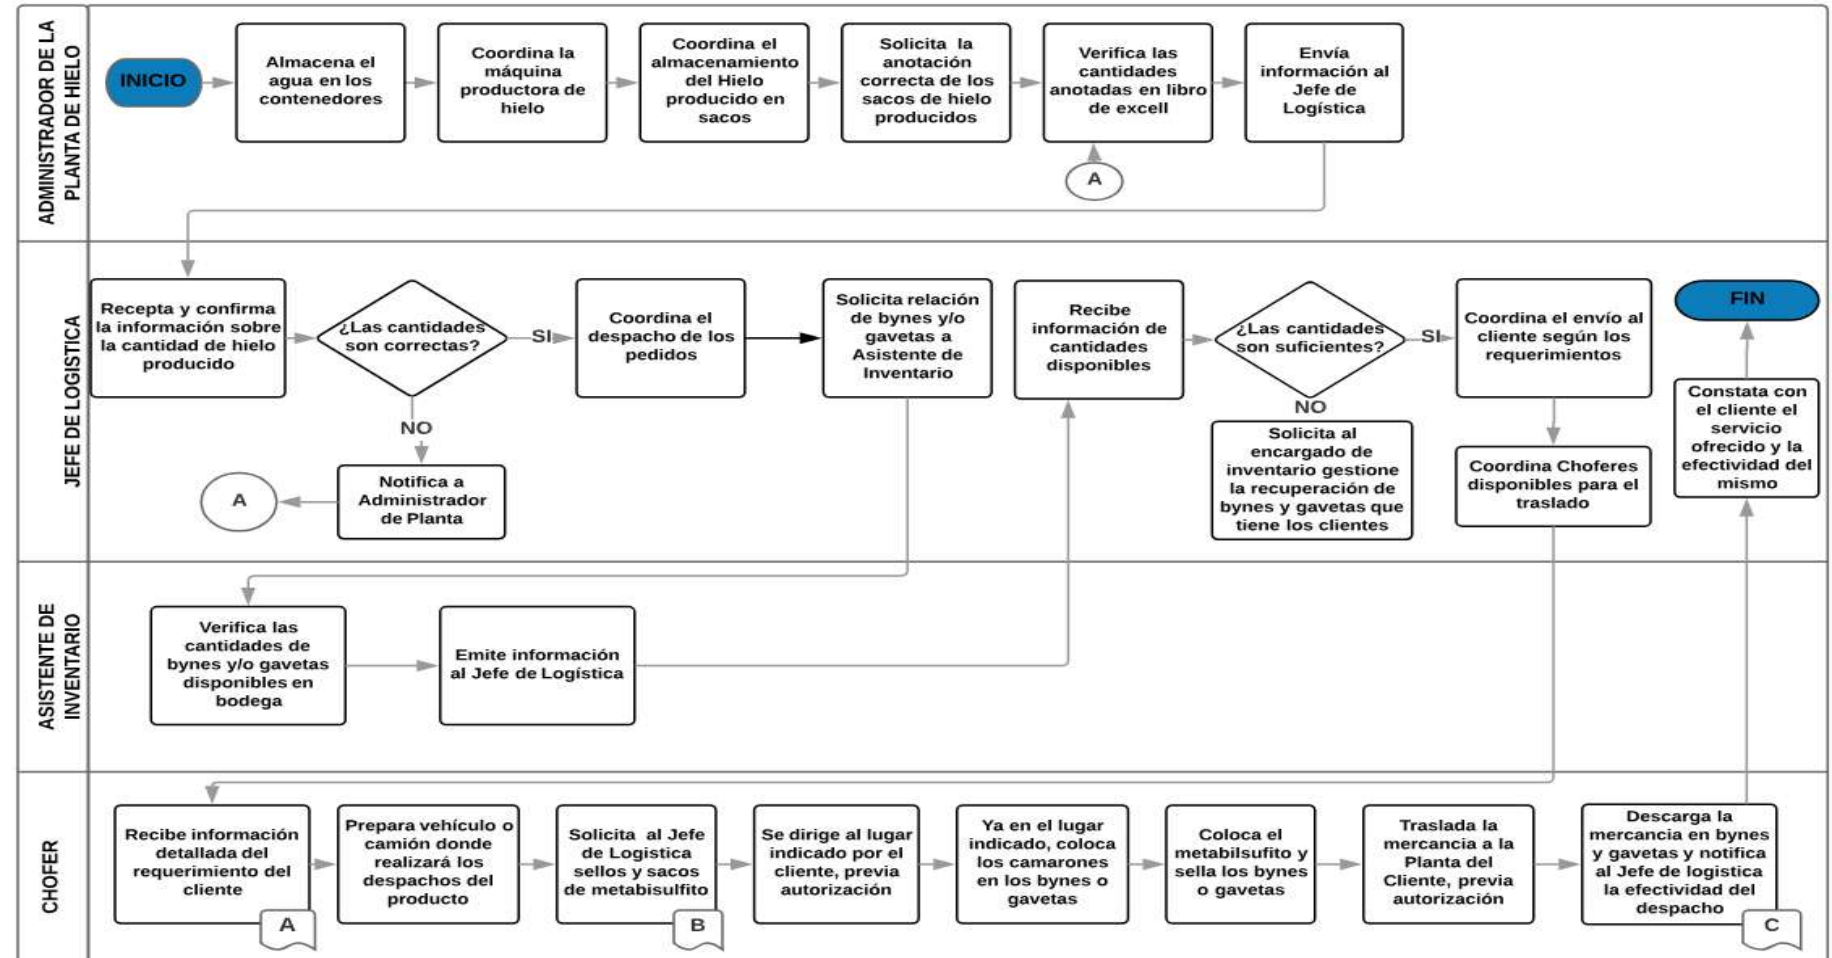 ADMINISTRADOR DE LA
PLANTA DE HIELO
INICIO
Almacena el
agua en los
contenedores
Coordina la
máquina
productora de
hielo
Coordina el
almacenamiento
del Hielo
producido en
sacos
Solicita la
anotación
correcta de los
sacos de hielo
producidos
Verifica las
cantidades
anotadas en libro
de excell
Envía
información al
Jefe de
Logística
A
JEFE DE LOGISTICA
Recepta y confirma
la información sobre
la cantidad de hielo
producido
¿Las cantidades
son correctas?
SI
Coordina el
despacho de los
pedidos
Solicita relación
de bynes y/o
gavetas a
Asistente de
Inventario
Recibe
información de
cantidades
disponibles
¿Las cantidades
son suficientes?
SI
Coordina el envío al
cliente según los
requerimientos
FIN
NO
Notifica a
Administrador
de Planta
A
NO
Solicita al
encargado de
inventario gestione
la recuperación de
bynes y gavetas que
tiene los clientes
Coordina Choferes
disponibles para el
traslado
Constata con
el cliente el
servicio
ofrecido y la
efectividad del
mismo
ASISTENTE DE
INVENTARIO
Verifica las
cantidades de
bynes y/o gavetas
disponibles en
bodega
Emite información
al Jefe de Logística
CHOFER
Recibe información
detallada del
requerimiento del
cliente
A
Prepara vehículo o
camión donde
realizará los
despachos del
producto
Solicita al Jefe
de Logistica
sellos y sacos
de metabisulfito
B
Se dirige al lugar
indicado por el
cliente, previa
autorización
Ya en el lugar
indicado, coloca
los camarones
en los bynes o
gavetas
Coloca el
metabilsufito y
sella los bynes
o gavetas
Traslada la
mercancia a la
Planta del
Cliente, previa
autorización
Descarga la
mercancia en bynes
y gavetas y notifica
al Jefe de logistica
la efectividad del
despacho
C